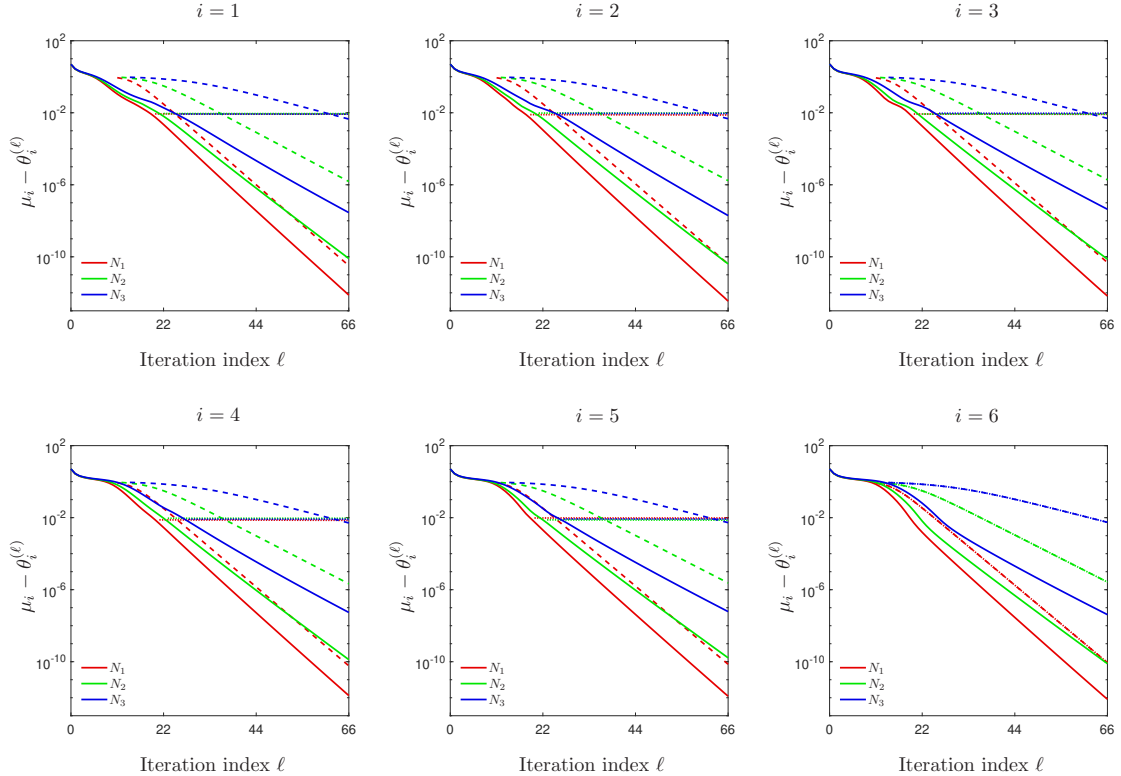 i = 1
10^2
10^{-2}
10^{-6}
10^{-10}
μ_i − θ_i^{(ℓ)}
N_1
N_2
N_3
0 22 44 66
Iteration index ℓ
i = 2
10^2
10^{-2}
10^{-6}
10^{-10}
μ_i − θ_i^{(ℓ)}
N_1
N_2
N_3
0 22 44 66
Iteration index ℓ
i = 3
10^2
10^{-2}
10^{-6}
10^{-10}
μ_i − θ_i^{(ℓ)}
N_1
N_2
N_3
0 22 44 66
Iteration index ℓ
i = 4
10^2
10^{-2}
10^{-6}
10^{-10}
μ_i − θ_i^{(ℓ)}
N_1
N_2
N_3
0 22 44 66
Iteration index ℓ
i = 5
10^2
10^{-2}
10^{-6}
10^{-10}
μ_i − θ_i^{(ℓ)}
N_1
N_2
N_3
0 22 44 66
Iteration index ℓ
i = 6
10^2
10^{-2}
10^{-6}
10^{-10}
μ_i − θ_i^{(ℓ)}
N_1
N_2
N_3
0 22 44 66
Iteration index ℓ